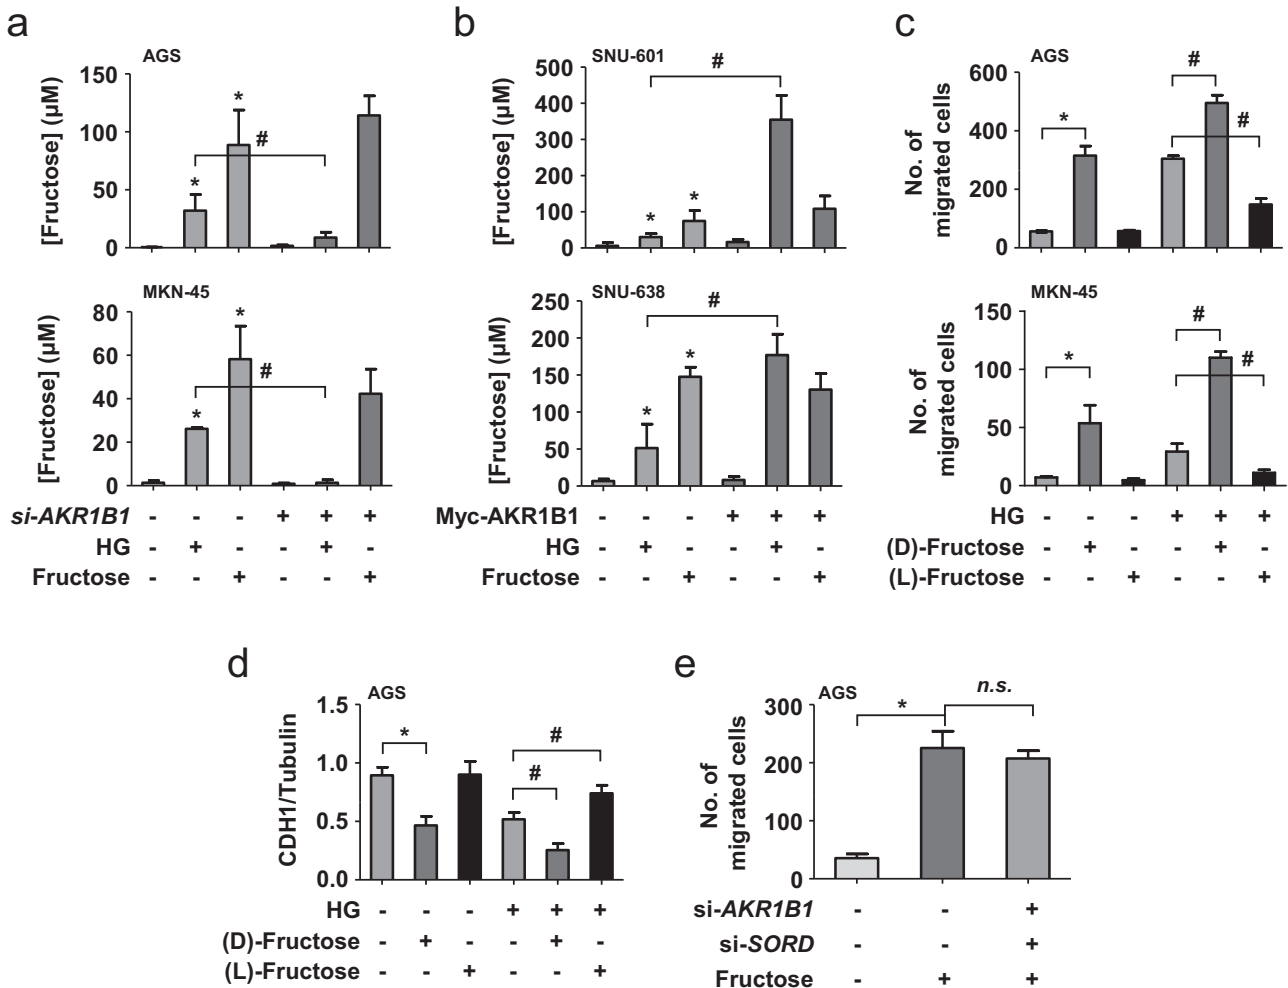 a
AGS
[Fructose] (μM)
150
100
50
0
*
*
#
MKN-45
[Fructose] (μM)
80
60
40
20
0
*
*
#
si-AKR1B1 - - - + + +
HG - + - - + -
Fructose - - + - - +
b
SNU-601
[Fructose] (μM)
500
400
300
200
100
0
*
*
#
SNU-638
[Fructose] (μM)
250
200
150
100
50
0
*
*
#
Myc-AKR1B1 - - - + + +
HG - + - - + -
Fructose - - + - - +
c
AGS
No. of
migrated cells
600
400
200
0
*
#
#
MKN-45
No. of
migrated cells
150
100
50
0
*
#
#
HG - - - + + +
(D)-Fructose - + - - + -
(L)-Fructose - - + - - +
d
AGS
CDH1/Tubulin
1.5
1.0
0.5
0.0
*
#
#
HG - - - + + +
(D)-Fructose - + - - + -
(L)-Fructose - - + - - +
e
AGS
No. of
migrated cells
300
200
100
0
*
n.s.
si-AKR1B1 - - +
si-SORD - - +
Fructose - + +